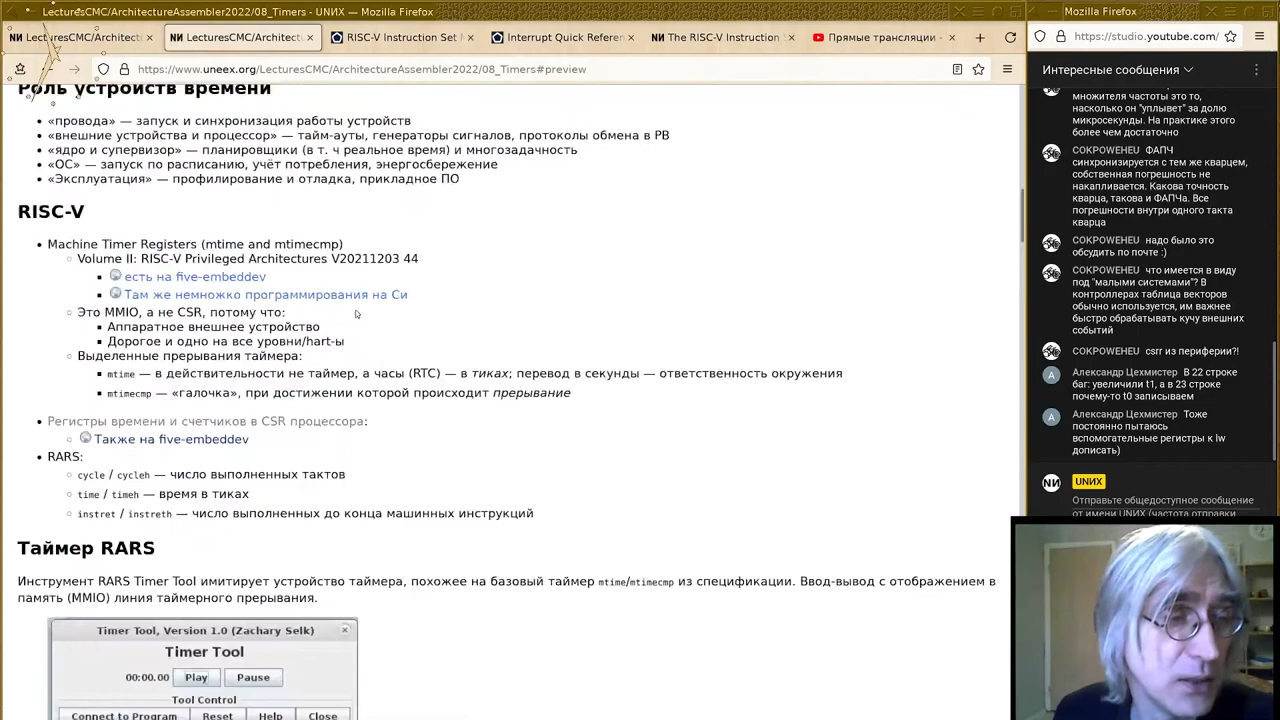 LecturesCMC/ArchitectureAssembler2022/08_Timers - UNИX — Mozilla Firefox
LecturesCMC/Architect
LecturesCMC/Architectu
RISC-V Instruction Set M
Interrupt Quick Referen
The RISC-V Instruction S
Прямые трансляции -
https://www.uneex.org/LecturesCMC/ArchitectureAssembler2022/08_Timers#preview
Роль устройств времени
• «провода» — запуск и синхронизация работы устройств
• «внешние устройства и процессор» — тайм-ауты, генераторы сигналов, протоколы обмена в РВ
• «ядро и супервизор» — планировщики (в т. ч реальное время) и многозадачность
• «ОС» — запуск по расписанию, учёт потребления, энергосбережение
• «Эксплуатация» — профилирование и отладка, прикладное ПО
RISC-V
• Machine Timer Registers (mtime and mtimecmp)
Volume II: RISC-V Privileged Architectures V20211203 44
есть на five-embeddev
Там же немножко программирования на Си
Это MMIO, а не CSR, потому что:
Аппаратное внешнее устройство
Дорогое и одно на все уровни/hart-ы
Выделенные прерывания таймера:
mtime — в действительности не таймер, а часы (RTC) — в тиках; перевод в секунды — ответственность окружения
mtimecmp — «галочка», при достижении которой происходит прерывание
• Регистры времени и счетчиков в CSR процессора:
Также на five-embeddev
• RARS:
cycle / cycleh — число выполненных тактов
time / timeh — время в тиках
instret / instreth — число выполненных до конца машинных инструкций
Таймер RARS
Инструмент RARS Timer Tool имитирует устройство таймера, похожее на базовый таймер mtime/mtimecmp из спецификации. Ввод-вывод с отображением в
память (MMIO) линия таймерного прерывания.
Timer Tool, Version 1.0 (Zachary Selk)
Timer Tool
00:00.00 Play Pause
Tool Control
Connect to Program Reset Help Close
Mozilla Firefox
https://studio.youtube.com/
Интересные сообщения
множителя частоты это то,
насколько он "уплывет" за долю
микросекунды. На практике этого
более чем достаточно
COKPOWEHEU ФАПЧ
синхронизируется с тем же кварцем,
собственная погрешность не
накапливается. Какова точность
кварца, такова и ФАПЧа. Все
погрешности внутри одного такта
кварца
COKPOWEHEU надо было это
обсудить по почте :)
COKPOWEHEU что имеется в виду
под "малыми системами"? В
контроллерах таблица векторов
обычно используется, им важнее
быстро обрабатывать кучу внешних
событий
COKPOWEHEU csrr из периферии?!
Александр Цехмистер В 22 строке
баг: увеличили t1, а в 23 строке
почему-то t0 записываем
Александр Цехмистер Тоже
постоянно пытаюсь
вспомогательные регистры к lw
дописать)
UNИX
Отправьте общедоступное сообщение
от имени UNИX (частота отправки